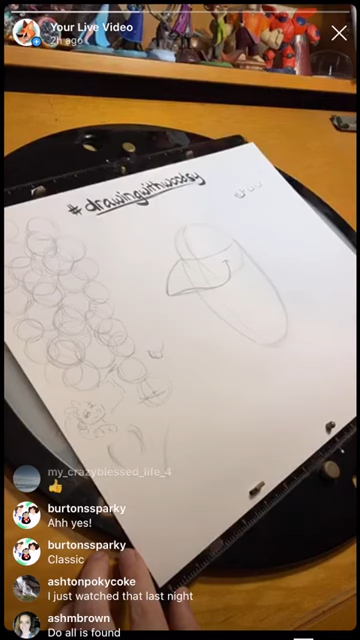 Your Live Video
2h ago
#drawingwithwoodsy
my_crazyblessed_life_4
👍
burtonssparky
Ahh yes!
burtonssparky
Classic
ashtonpokycoke
I just watched that last night
ashmbrown
Do all is found